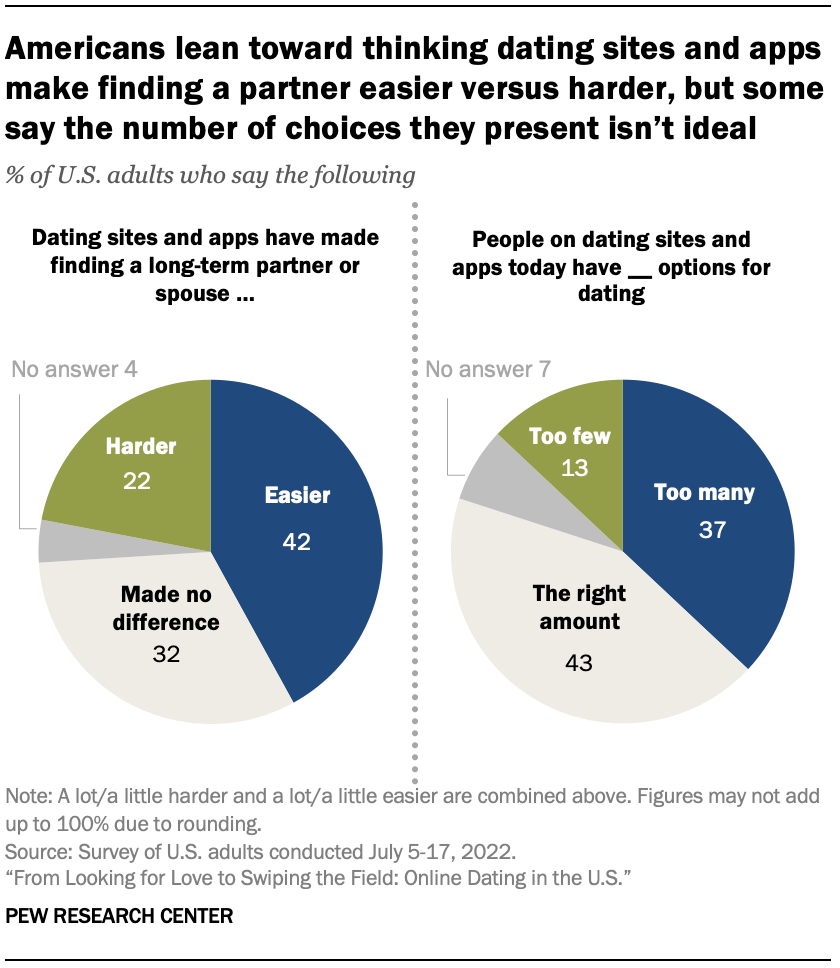 Americans lean toward thinking dating sites and apps
make finding a partner easier versus harder, but some
say the number of choices they present isn’t ideal
% of U.S. adults who say the following
Dating sites and apps have made
finding a long-term partner or
spouse ...
No answer 4
Harder
22
Easier
42
Made no
difference
32
People on dating sites and
apps today have __ options for
dating
No answer 7
Too few
13
Too many
37
The right
amount
43
Note: A lot/a little harder and a lot/a little easier are combined above. Figures may not add
up to 100% due to rounding.
Source: Survey of U.S. adults conducted July 5-17, 2022.
“From Looking for Love to Swiping the Field: Online Dating in the U.S.”
PEW RESEARCH CENTER